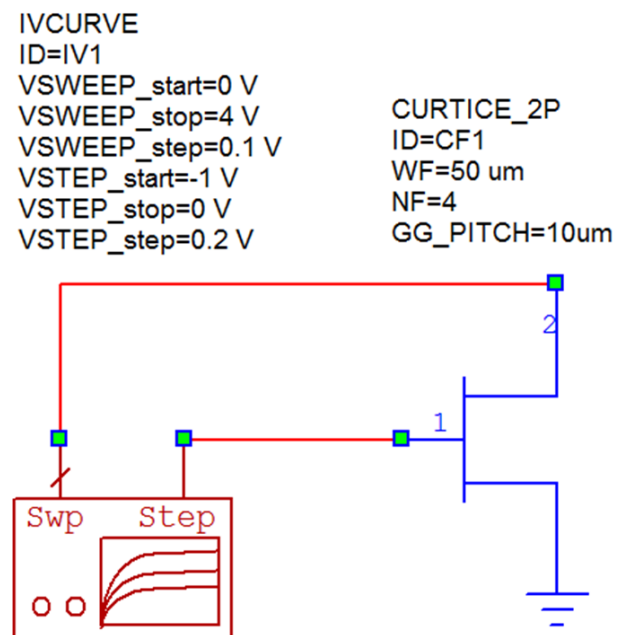 IVCURVE
ID=IV1
VSWEEP_start=0 V
VSWEEP_stop=4 V
VSWEEP_step=0.1 V
VSTEP_start=-1 V
VSTEP_stop=0 V
VSTEP_step=0.2 V
CURTICE_2P
ID=CF1
WF=50 um
NF=4
GG_PITCH=10um
2
1
Swp Step